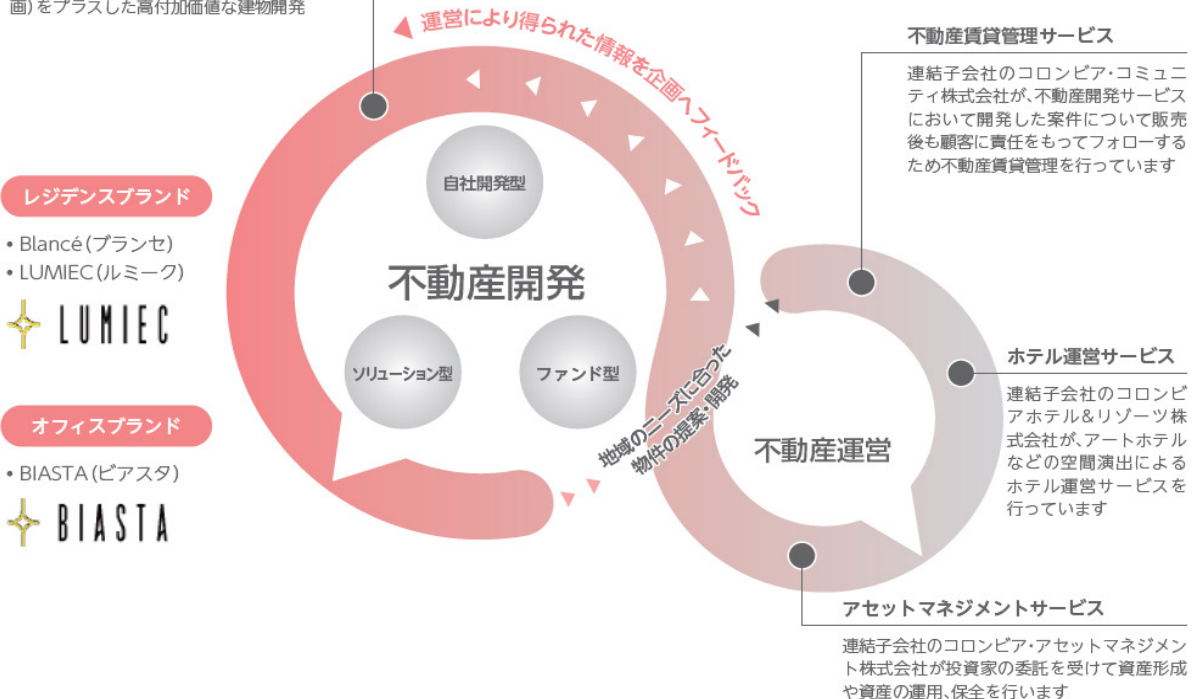 画)をプラスした高付加価値な建物開発
運営により得られた情報を企画へフィードバック
レジデンスブランド
• Blancé(ブランセ)
• LUMIEC(ルミーク)
LUMIEC
オフィスブランド
• BIASTA(ビアスタ)
BIASTA
自社開発型
不動産開発
ソリューション型
ファンド型
地域のニーズに合った
物件の提案・開発
不動産運営
不動産賃貸管理サービス
連結子会社のコロンビア・コミュニ
ティ株式会社が、不動産開発サービス
において開発した案件について販売
後も顧客に責任をもってフォローする
ため不動産賃貸管理を行っています
ホテル運営サービス
連結子会社のコロンビ
アホテル&リゾーツ株
式会社が、アートホテル
などの空間演出による
ホテル運営サービスを
行っています
アセットマネジメントサービス
連結子会社のコロンビア・アセットマネジメン
ト株式会社が投資家の委託を受けて資産形成
や資産の運用、保全を行います